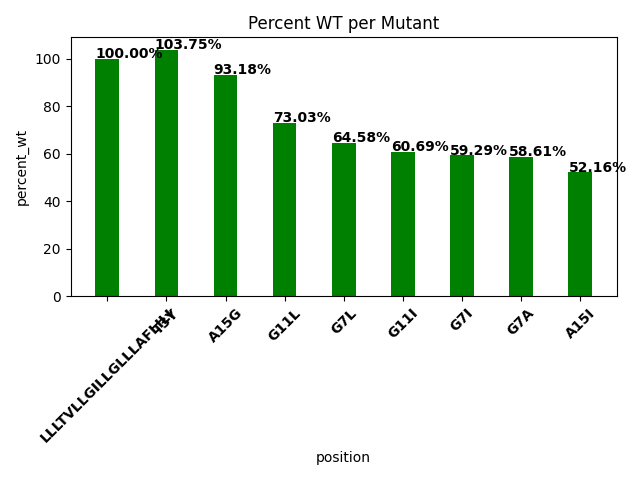 Percent WT per Mutant
100.00%
103.75%
93.18%
73.03%
64.58%
60.69%
59.29%
58.61%
52.16%
percent_wt
100
80
60
40
20
0
A15G
G11L
G7L
G11I
G7I
G7A
A15I
position